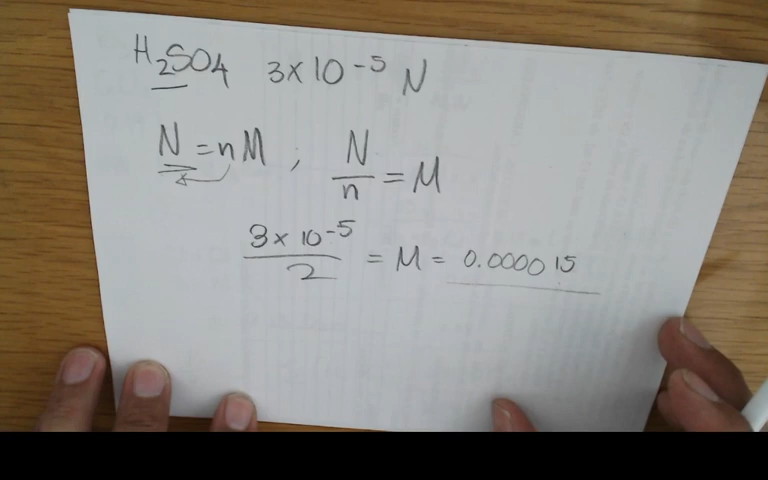 H2SO4 3x10-5 N
N = nM ; N/n = M
3x10-5/2 = M = 0.000015